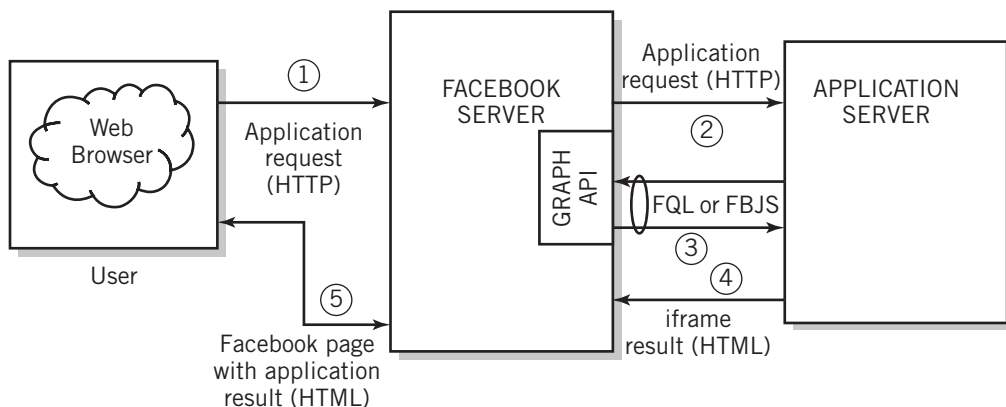 Web
Browser
User
①
Application
request
(HTTP)
⑤
Facebook page
with application
result (HTML)
FACEBOOK
SERVER
GRAPH
API
Application
request (HTTP)
②
FQL or FBJS
③
④
iframe
result (HTML)
APPLICATION
SERVER